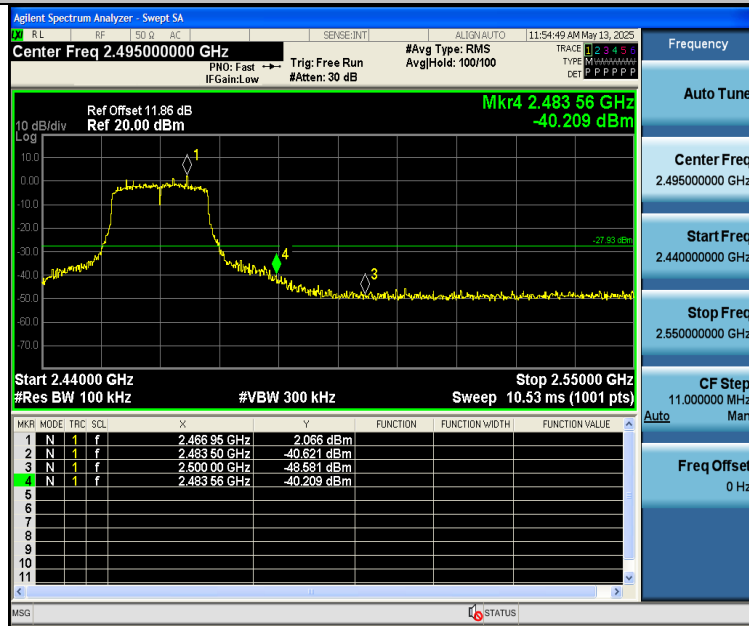 Agilent Spectrum Analyzer - Swept SA
LXI RL RF 50 Ω AC SENSE:INT ALIGN AUTO 11:54:49 AM May 13, 2025
Center Freq 2.495000000 GHz
PNO: Fast
IFGain:Low
Trig: Free Run
#Atten: 30 dB
#Avg Type: RMS
Avg|Hold: 100/100
TRACE 1 2 3 4 5 6
TYPE M
DET P P P P P P
Ref Offset 11.86 dB
Ref 20.00 dBm
Mkr4 2.483 56 GHz
-40.209 dBm
10 dB/div
Log
10.0
0.00
-10.0
-20.0
-30.0
-40.0
-50.0
-60.0
-70.0
1
4
3
-27.93 dBm
Start 2.44000 GHz
Stop 2.55000 GHz
#Res BW 100 kHz
#VBW 300 kHz
Sweep 10.53 ms (1001 pts)
MKR MODE TRC SCL X Y FUNCTION FUNCTION WIDTH FUNCTION VALUE
1 N 1 f 2.466 95 GHz 2.066 dBm
2 N 1 f 2.483 50 GHz -40.621 dBm
3 N 1 f 2.500 00 GHz -48.581 dBm
4 N 1 f 2.483 56 GHz -40.209 dBm
5
6
7
8
9
10
11
MSG
STATUS
Frequency
Auto Tune
Center Freq
2.495000000 GHz
Start Freq
2.440000000 GHz
Stop Freq
2.550000000 GHz
CF Step
11.000000 MHz
Auto Man
Freq Offset
0 Hz